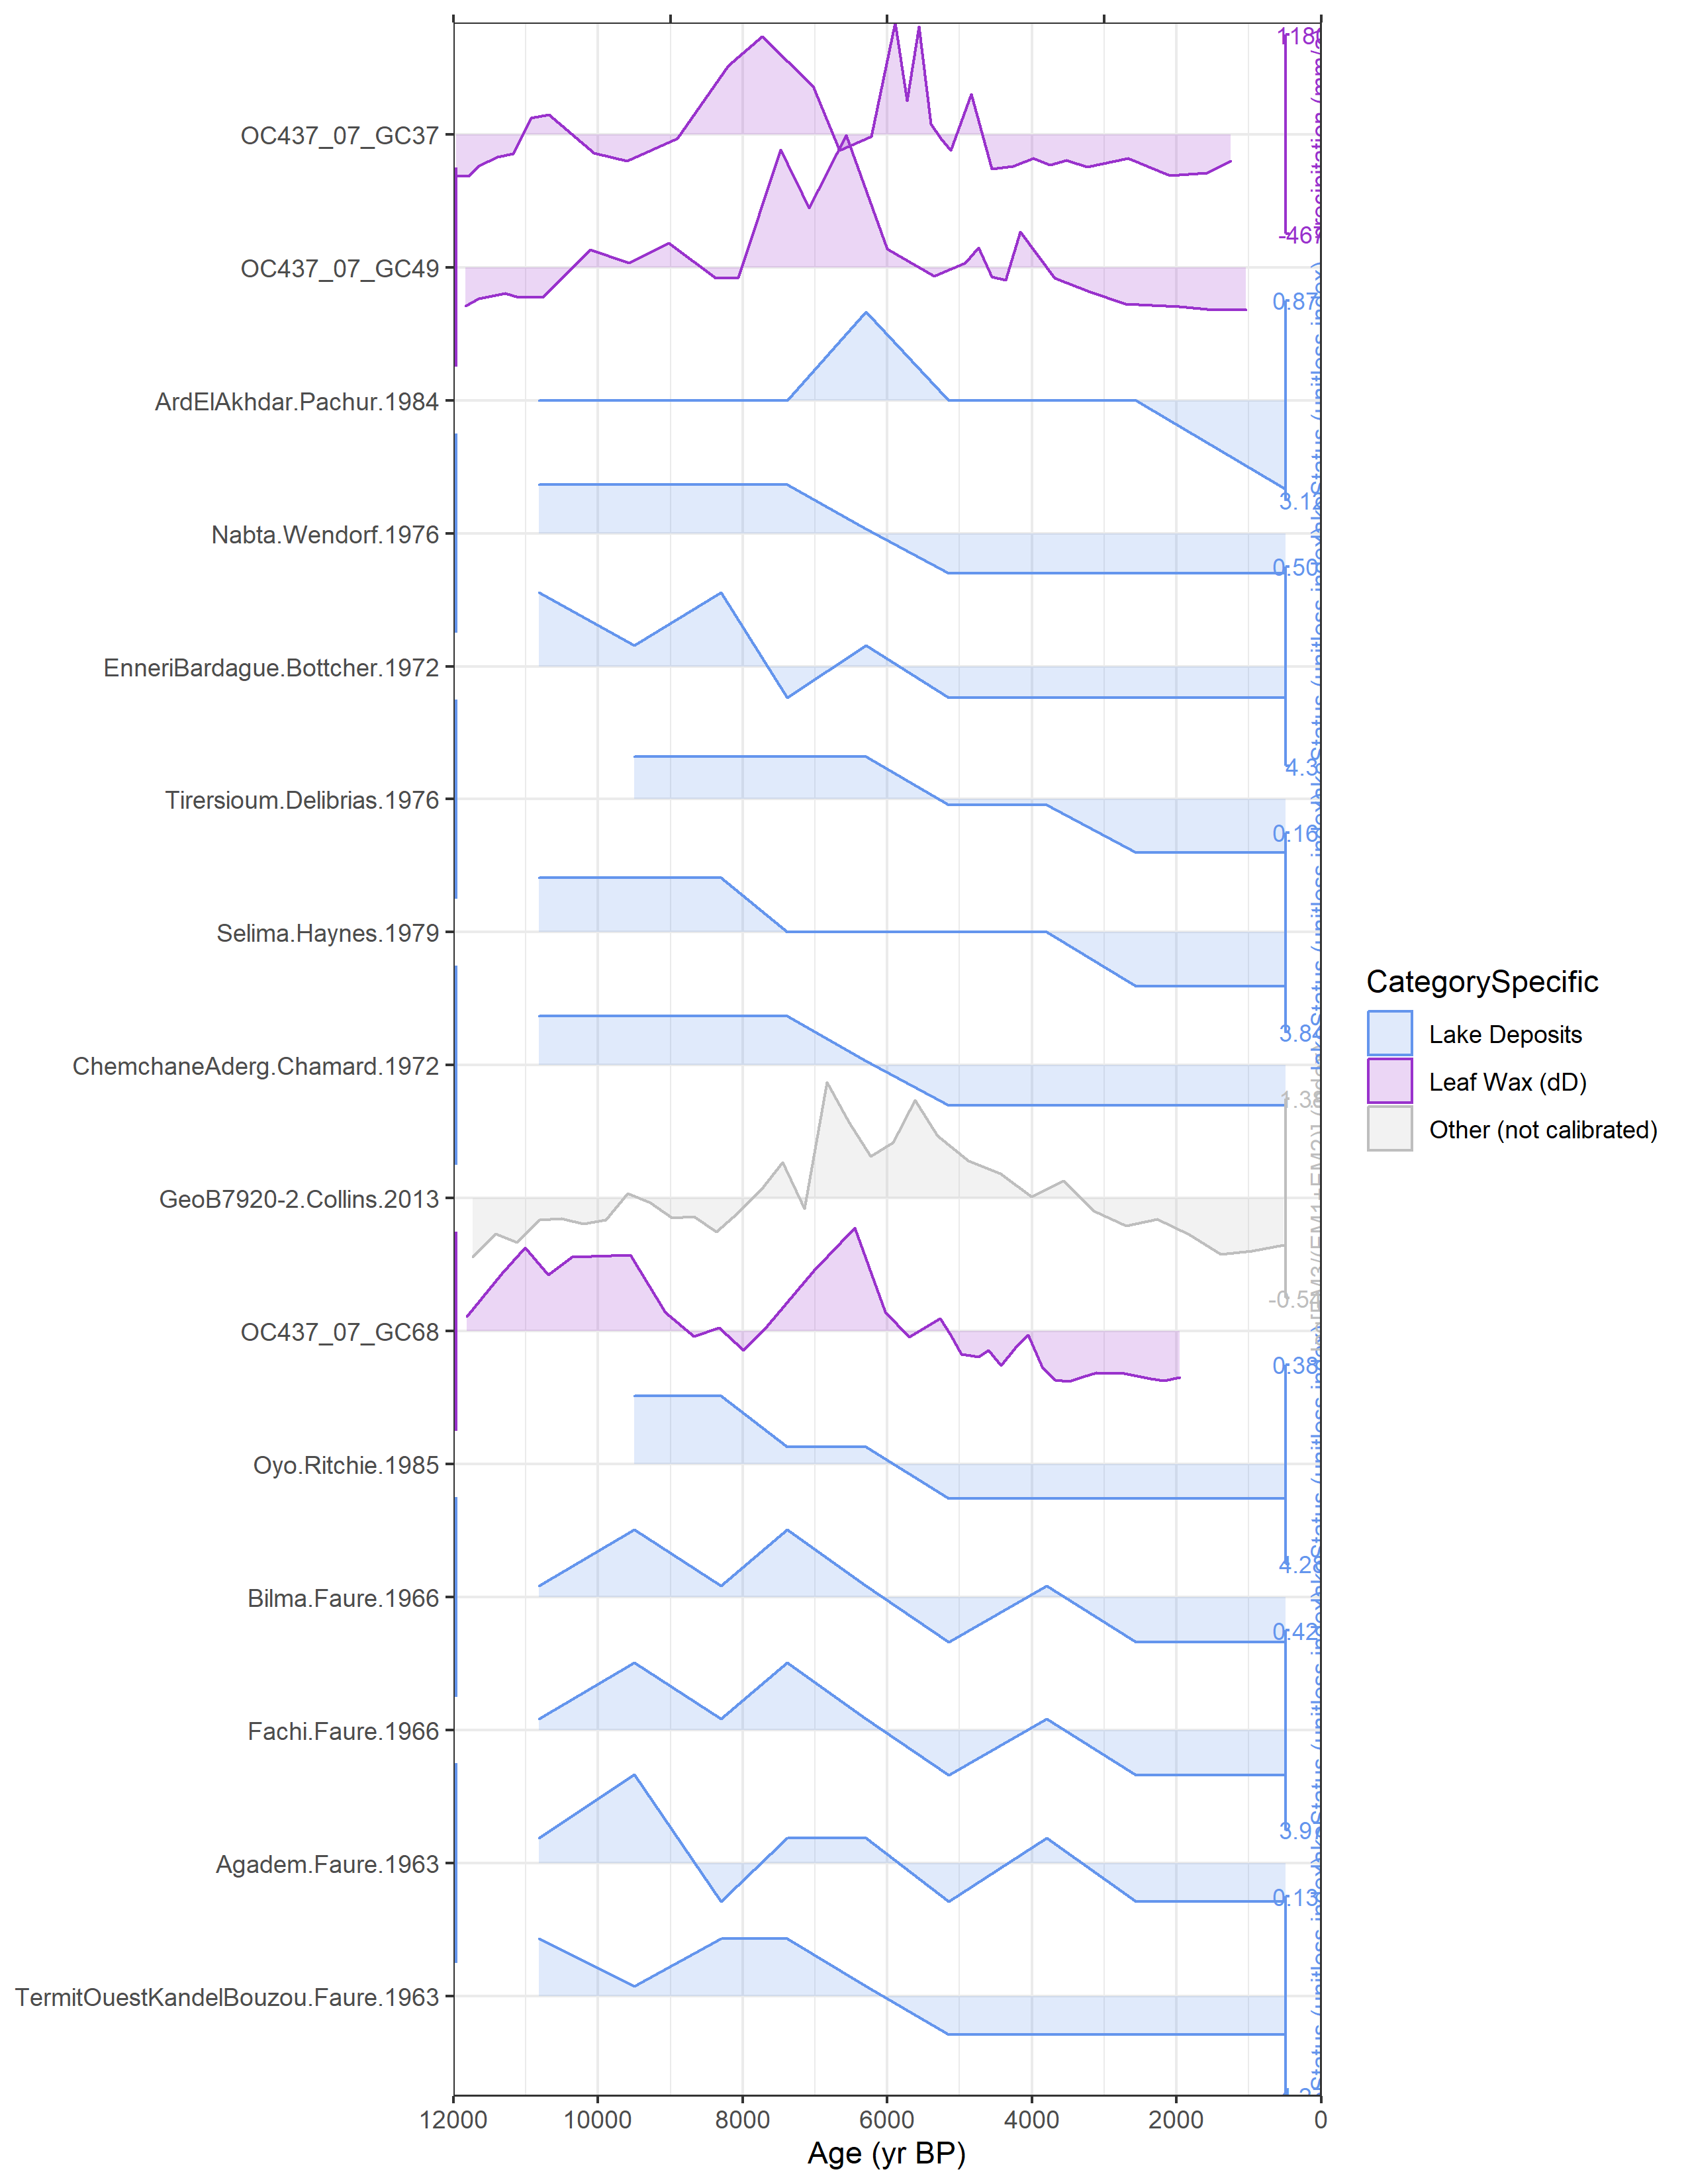 OC437_07_GC37
OC437_07_GC49
ArdElAkhdar.Pachur.1984
Nabta.Wendorf.1976
EnneriBardague.Bottcher.1972
Tirersioum.Delibrias.1976
Selima.Haynes.1979
ChemchaneAderg.Chamard.1972
GeoB7920-2.Collins.2013
OC437_07_GC68
Oyo.Ritchie.1985
Bilma.Faure.1966
Fachi.Faure.1966
Agadem.Faure.1963
TermitOuestKandelBouzou.Faure.1963
-467
0.87
3.12
0.50
4.3
0.16
3.84
1.38
-0.54
0.38
4.28
0.42
3.9
0.13
CategorySpecific
Lake Deposits
Leaf Wax (dD)
Other (not calibrated)
12000 10000 8000 6000 4000 2000 0
Age (yr BP)